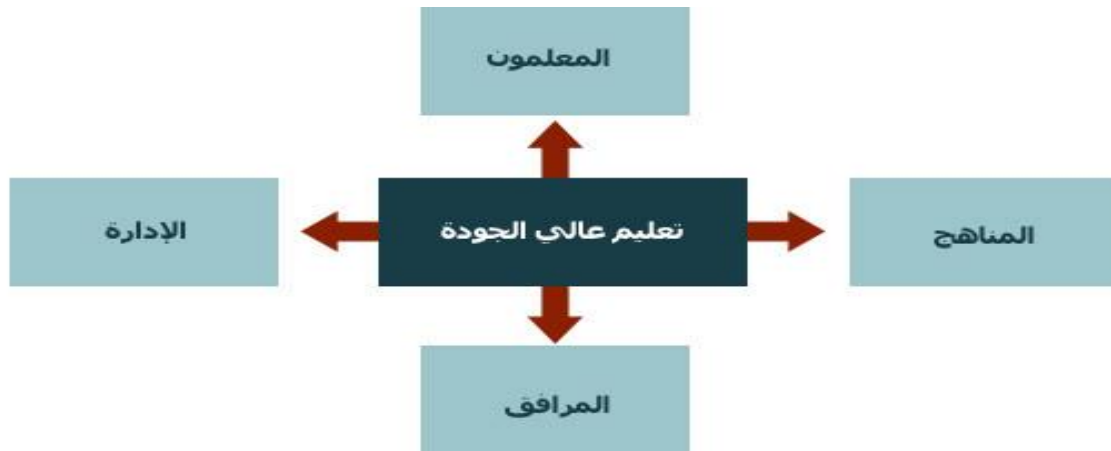 المعلمون
المناهج
تعليم عالي الجودة
الإدارة
المرافق